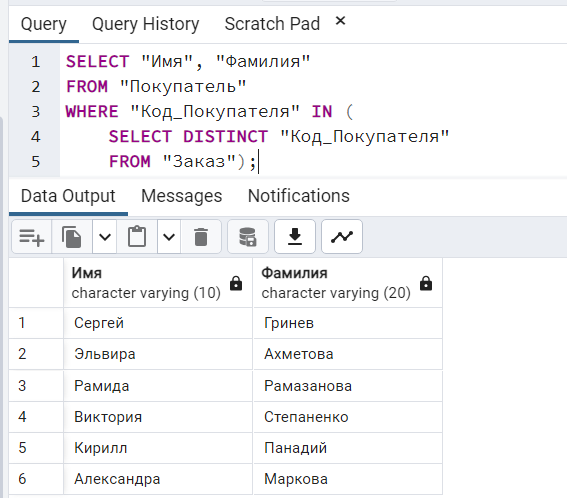 Query Query History Scratch Pad ✕
1 SELECT "Имя", "Фамилия"
2 FROM "Покупатель"
3 WHERE "Код_Покупателя" IN (
4 SELECT DISTINCT "Код_Покупателя"
5 FROM "Заказ");
Data Output Messages Notifications
Имя Фамилия
character varying (10) character varying (20)
1 Сергей Гринев
2 Эльвира Ахметова
3 Рамида Рамазанова
4 Виктория Степаненко
5 Кирилл Панадий
6 Александра Маркова